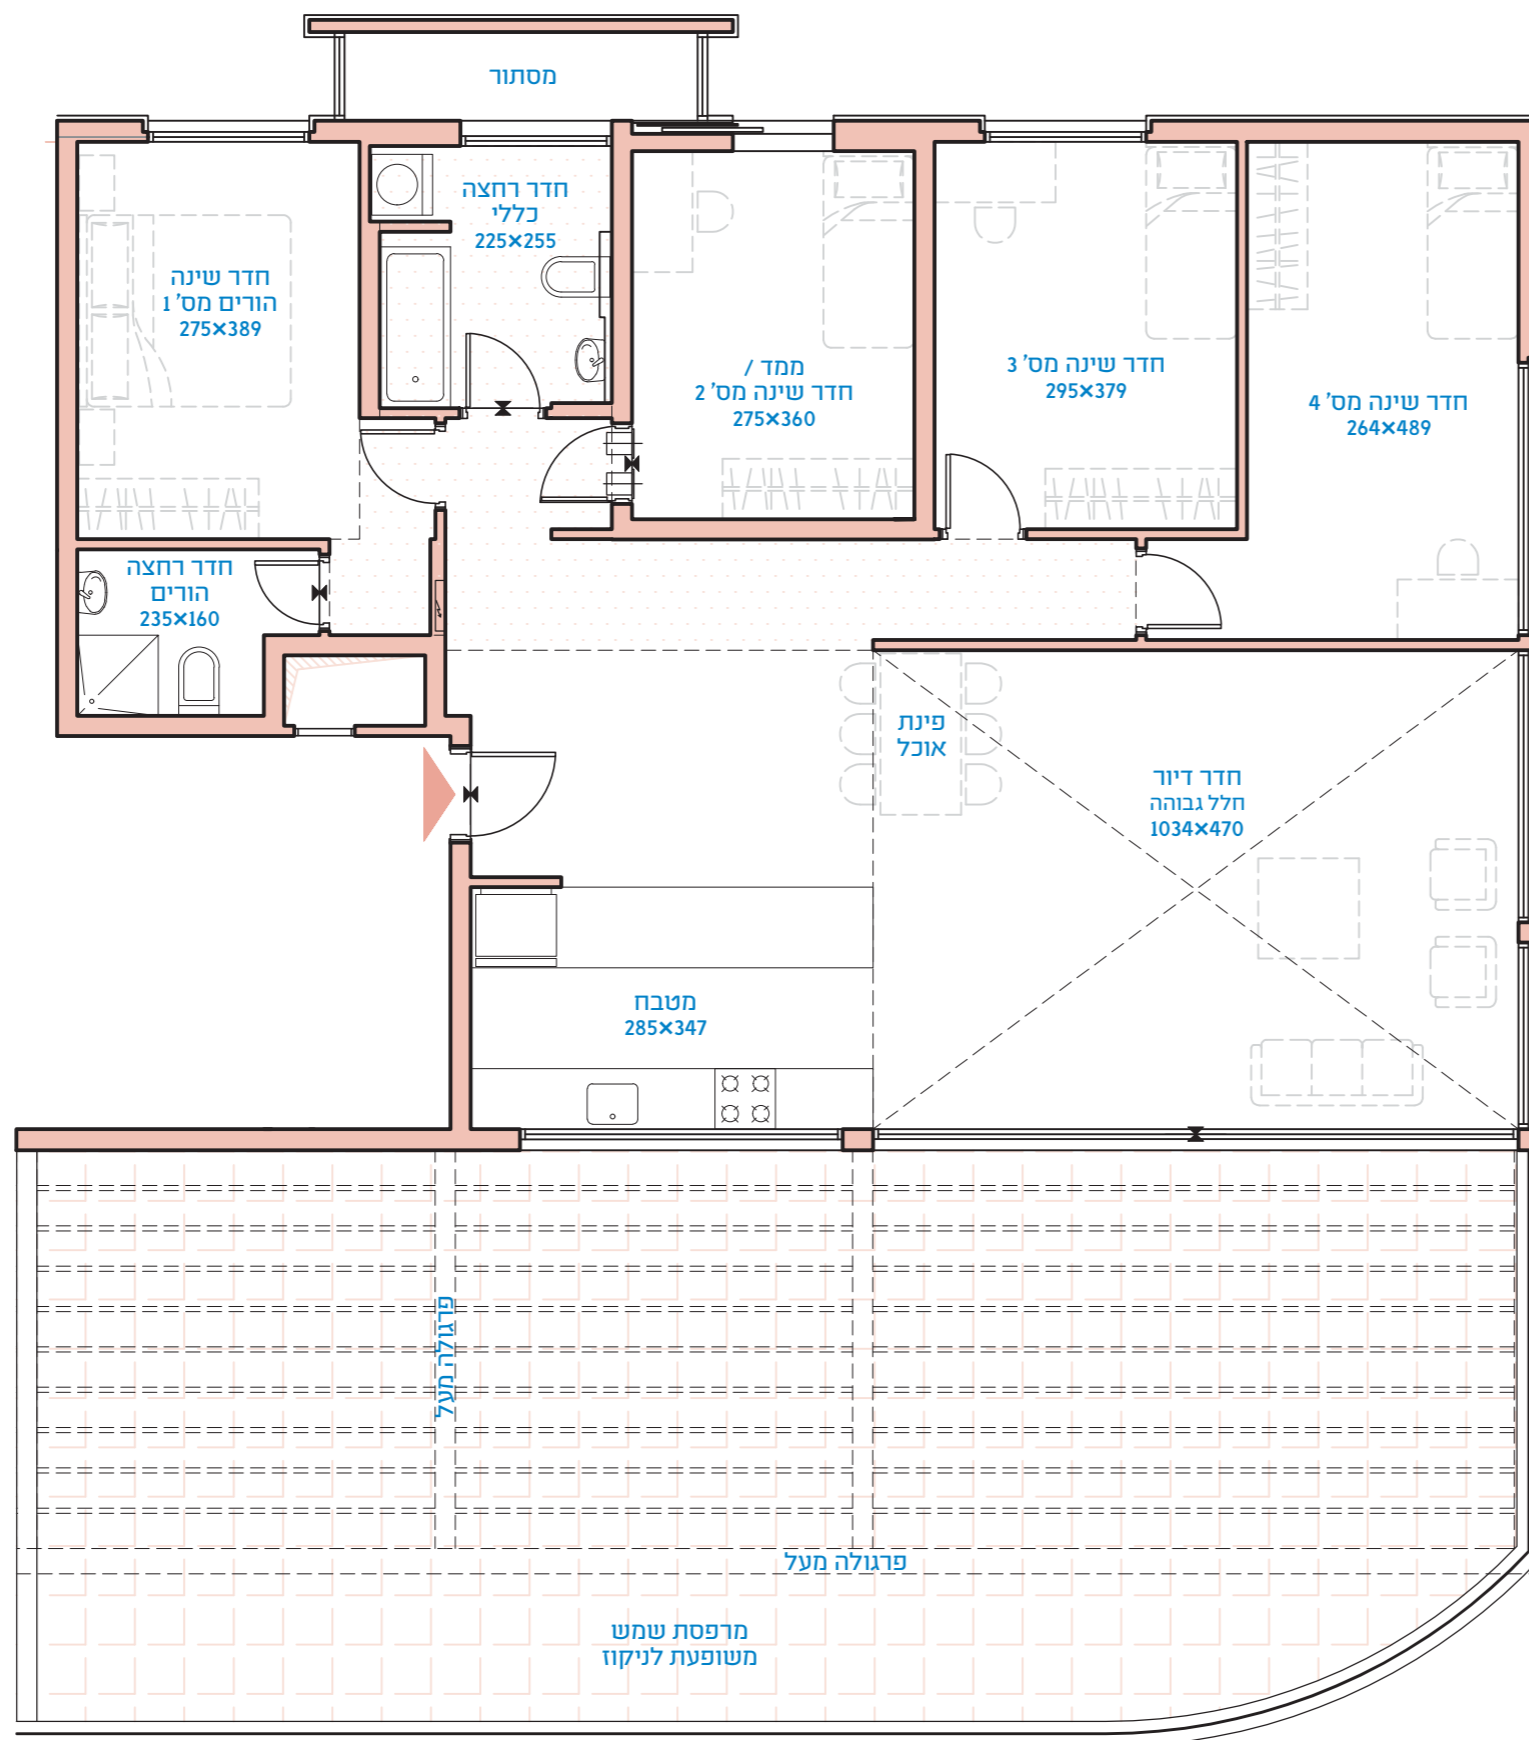 מסתור
חדר רחצה
כללי
225×255
חדר שינה
הורים מס' 1
275×389
ממד /
חדר שינה מס' 2
275×360
חדר שינה מס' 3
295×379
חדר שינה מס' 4
264×489
חדר רחצה
הורים
235×160
פינת
אוכל
חדר דיור
חלל גבוהה
1034×470
מטבח
285×347
פרגולה מעל
פרגולה מעל
מרפסת שמש
משופעת לניקוז